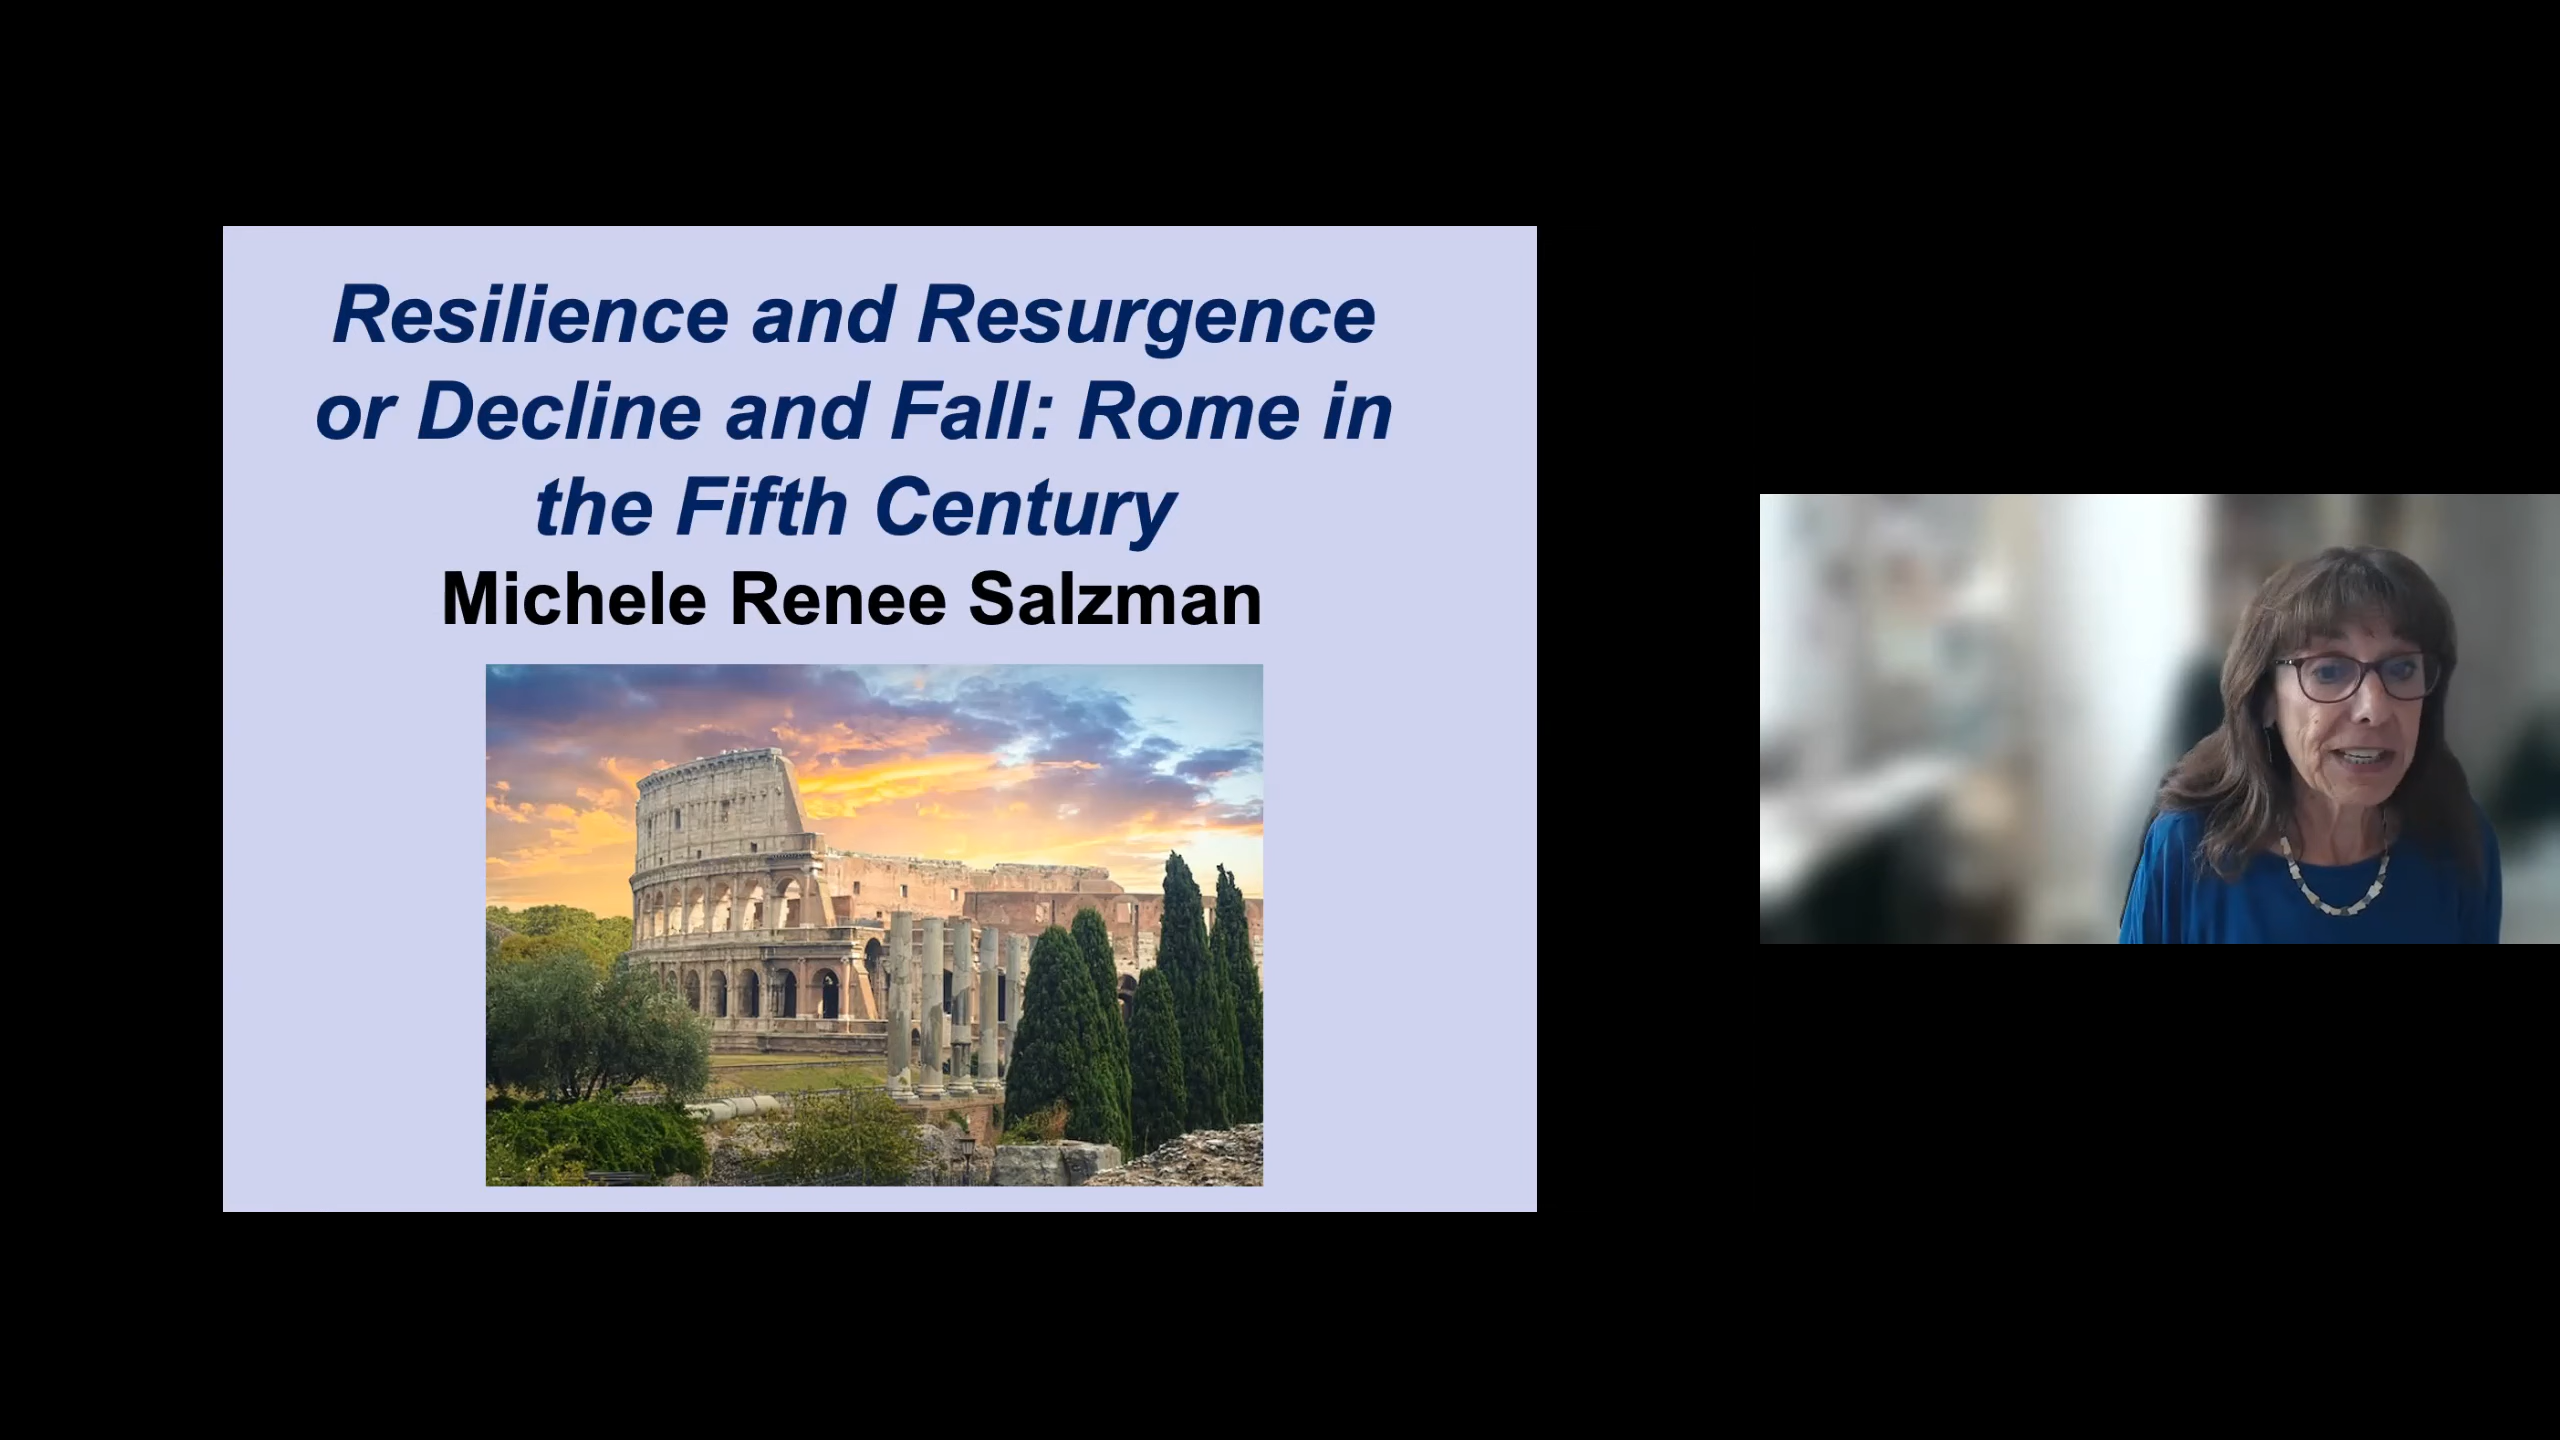 Resilience and Resurgence
or Decline and Fall: Rome in
the Fifth Century
Michele Renee Salzman